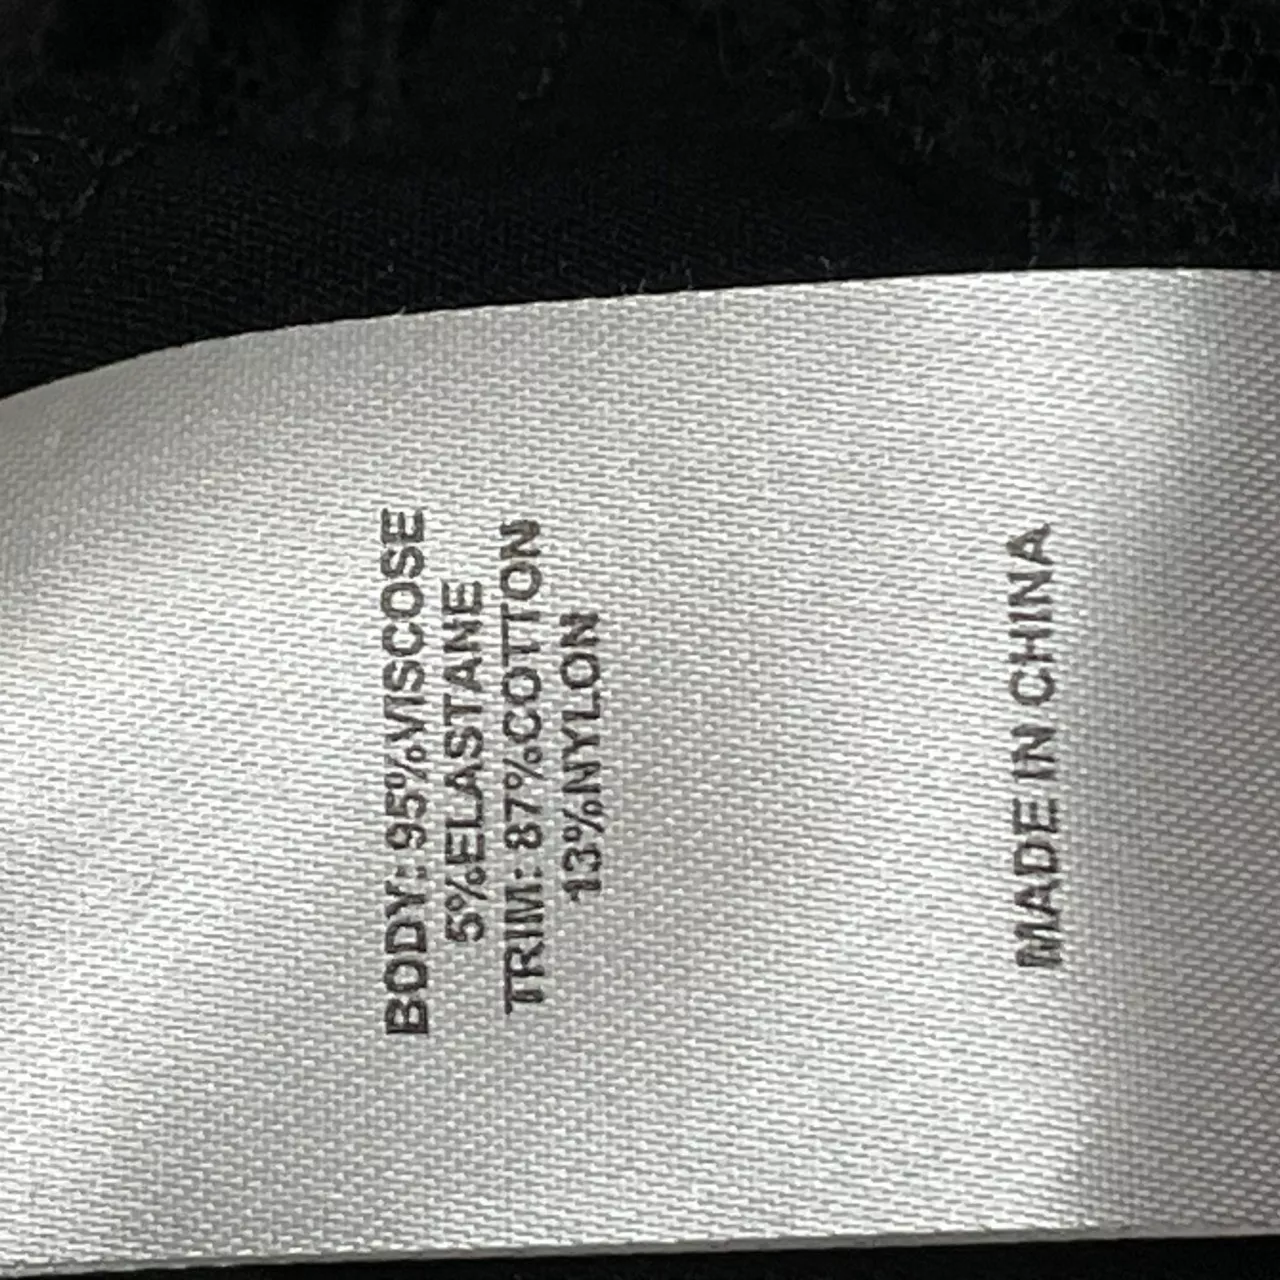 BODY: 95%VISCOSE
5%ELASTANE
TRIM: 87%COTTON
13%NYLON
MADE IN CHINA